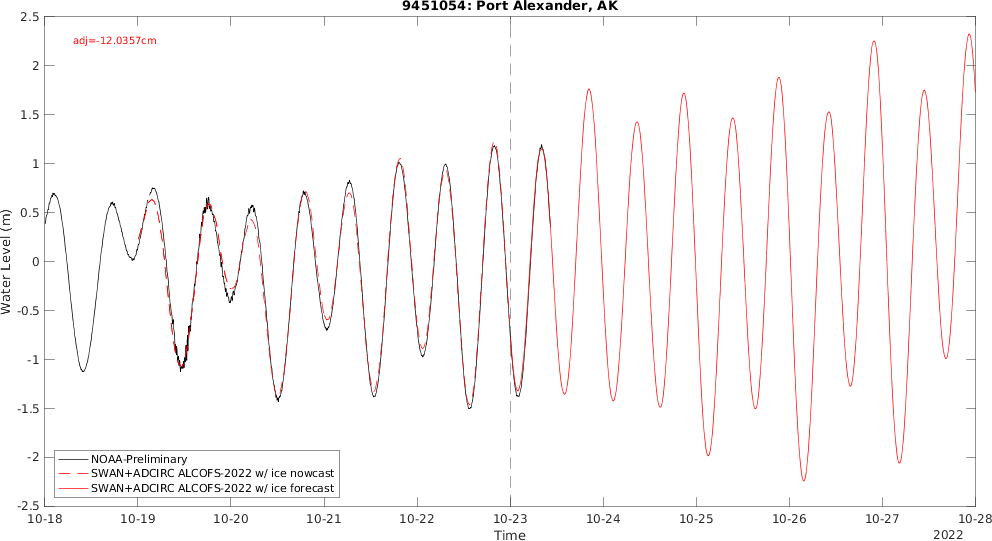 9451054: Port Alexander, AK
adj=-12.0357cm
2.5
2
1.5
1
0.5
0
-0.5
-1
-1.5
-2
-2.5
Water Level (m)
NOAA-Preliminary
SWAN+ADCIRC ALCOFS-2022 w/ ice nowcast
SWAN+ADCIRC ALCOFS-2022 w/ ice forecast
10-18 10-19 10-20 10-21 10-22 10-23 10-24 10-25 10-26 10-27 10-28
Time
2022